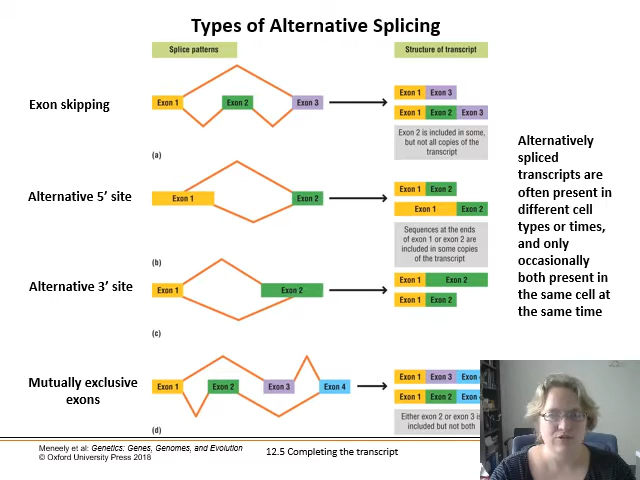 Types of Alternative Splicing
Splice patterns
Structure of transcript
Exon skipping
Exon 1
Exon 2
Exon 3
Exon 1 Exon 3
Exon 1 Exon 2 Exon 3
Exon 2 is included in some,
but not all copies of the
transcript
(a)
Alternative 5’ site
Exon 1
Exon 2
Exon 1 Exon 2
Exon 1 Exon 2
Sequences at the ends
of exon 1 or exon 2 are
included in some copies
of the transcript
(b)
Alternative 3’ site
Exon 1
Exon 2
Exon 1 Exon 2
Exon 1 Exon 2
(c)
Mutually exclusive
exons
Exon 1
Exon 2
Exon 3
Exon 4
Exon 1 Exon 3 Exon
Exon 1 Exon 2 Exon
Either exon 2 or exon 3 is
included but not both
(d)
Alternatively
spliced
transcripts are
often present in
different cell
types or times,
and only
occasionally
both present in
the same cell at
the same time
Meneely et al: Genetics: Genes, Genomes, and Evolution
© Oxford University Press 2018
12.5 Completing the transcript